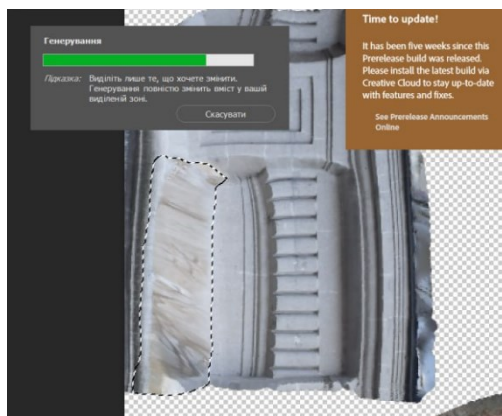 Генерування
Підказка: Виділіть лише те, що хочете змінити.
Генерування повністю змінить вміст у вашій
виділеній зоні.
Скасувати
Time to update!
It has been five weeks since this
Prerelease build was released.
Please install the latest build via
Creative Cloud to stay up-to-date
with features and fixes.
See Prerelease Announcements
Online